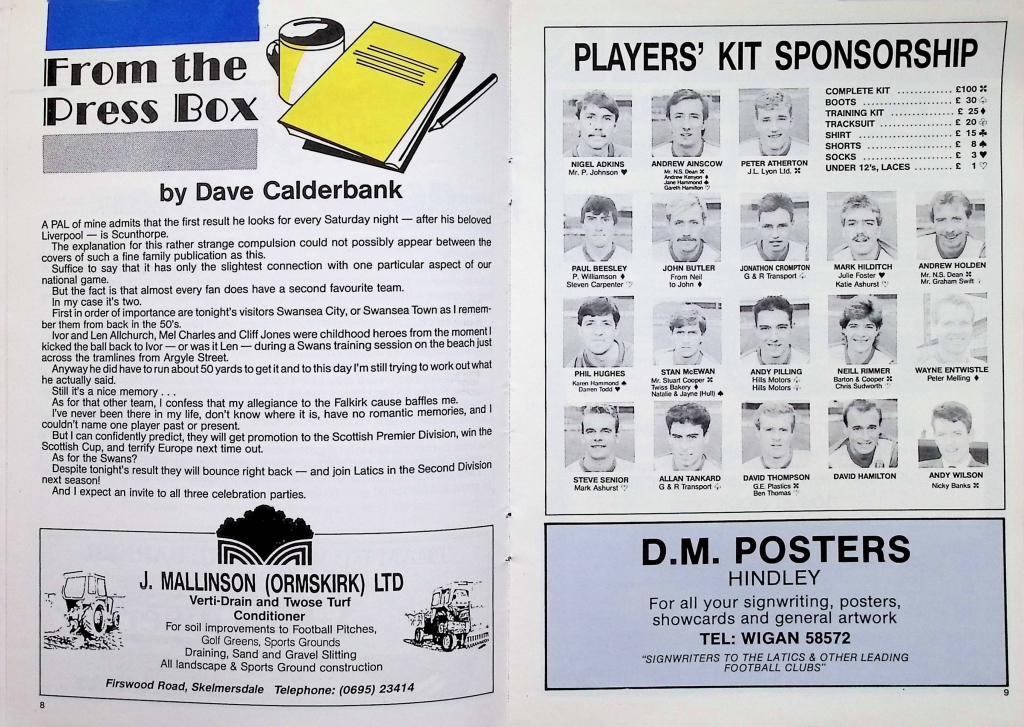 From the
Press Box
by Dave Calderbank
A PAL of mine admits that the first result he looks for every Saturday night — after his beloved
Liverpool — is Scunthorpe.
The explanation for this rather strange compulsion could not possibly appear between the
covers of such a fine family publication as this.
Suffice to say that it has only the slightest connection with one particular aspect of our
national game.
But the fact is that almost every fan does have a second favourite team.
In my case it's two.
First in order of importance are tonight's visitors Swansea City, or Swansea Town as I remem-
ber them from back in the 50's.
Ivor and Len Allchurch, Mel Charles and Cliff Jones were childhood heroes from the moment I
kicked the ball back to Ivor — or was it Len — during a Swans training session on the beach just
across the tramlines from Argyle Street.
Anyway he did have to run about 50 yards to get it and to this day I'm still trying to work out what
he actually said.
Still it's a nice memory . . .
As for that other team, I confess that my allegiance to the Falkirk cause baffles me.
I've never been there in my life, don't know where it is, have no romantic memories, and I
couldn't name one player past or present.
But I can confidently predict, they will get promotion to the Scottish Premier Division, win the
Scottish Cup, and terrify Europe next time out.
As for the Swans?
Despite tonight's result they will bounce right back — and join Latics in the Second Division
next season!
And I expect an invite to all three celebration parties.
J. MALLINSON (ORMSKIRK) LTD
Verti-Drain and Twose Turf
Conditioner
For soil improvements to Football Pitches,
Golf Greens, Sports Grounds
Draining, Sand and Gravel Slitting
All landscape & Sports Ground construction
Firswood Road, Skelmersdale Telephone: (0695) 23414
8
PLAYERS' KIT SPONSORSHIP
COMPLETE KIT ............ £100 ⌘
BOOTS .................... £ 30 ♧
TRAINING KIT ............. £ 25 ♦
TRACKSUIT ................ £ 20 ♧
SHIRT .................... £ 15 ♣
SHORTS ................... £ 8 ♠
SOCKS .................... £ 3 ♥
UNDER 12's, LACES ........ £ 1 ♡
NIGEL ADKINS
Mr. P. Johnson ♥
ANDREW AINSCOW
Mr. N.S. Dean ⌘
Andrew Kenyon ♦
Jane Hammond ♠
Gareth Hamilton ♡
PETER ATHERTON
J.L. Lyon Ltd. ⌘
PAUL BEESLEY
P. Williamson ♦
Steven Carpenter ♡
JOHN BUTLER
From Neil
to John ♦
JONATHON CROMPTON
G & R Transport ♧
MARK HILDITCH
Julie Foster ♥
Katie Ashurst ♡
ANDREW HOLDEN
Mr. N.S. Dean ⌘
Mr. Graham Swift
PHIL HUGHES
Karen Hammond ♠
Darren Todd ♥
STAN McEWAN
Mr. Stuart Cooper ⌘
Twiss Bakery ♦
Natalie & Jayne (Hull) ♠
ANDY PILLING
Hills Motors ♧
Hills Motors ♧
NEILL RIMMER
Barton & Cooper ⌘
Chris Sudworth ♡
WAYNE ENTWISTLE
Peter Melling ♦
STEVE SENIOR
Mark Ashurst ♡
ALLAN TANKARD
G & R Transport ♧
DAVID THOMPSON
G.E. Plastics ⌘
Ben Thomas ♡
DAVID HAMILTON
ANDY WILSON
Nicky Banks ⌘
D.M. POSTERS
HINDLEY
For all your signwriting, posters,
showcards and general artwork
TEL: WIGAN 58572
"SIGNWRITERS TO THE LATICS & OTHER LEADING
FOOTBALL CLUBS"
9